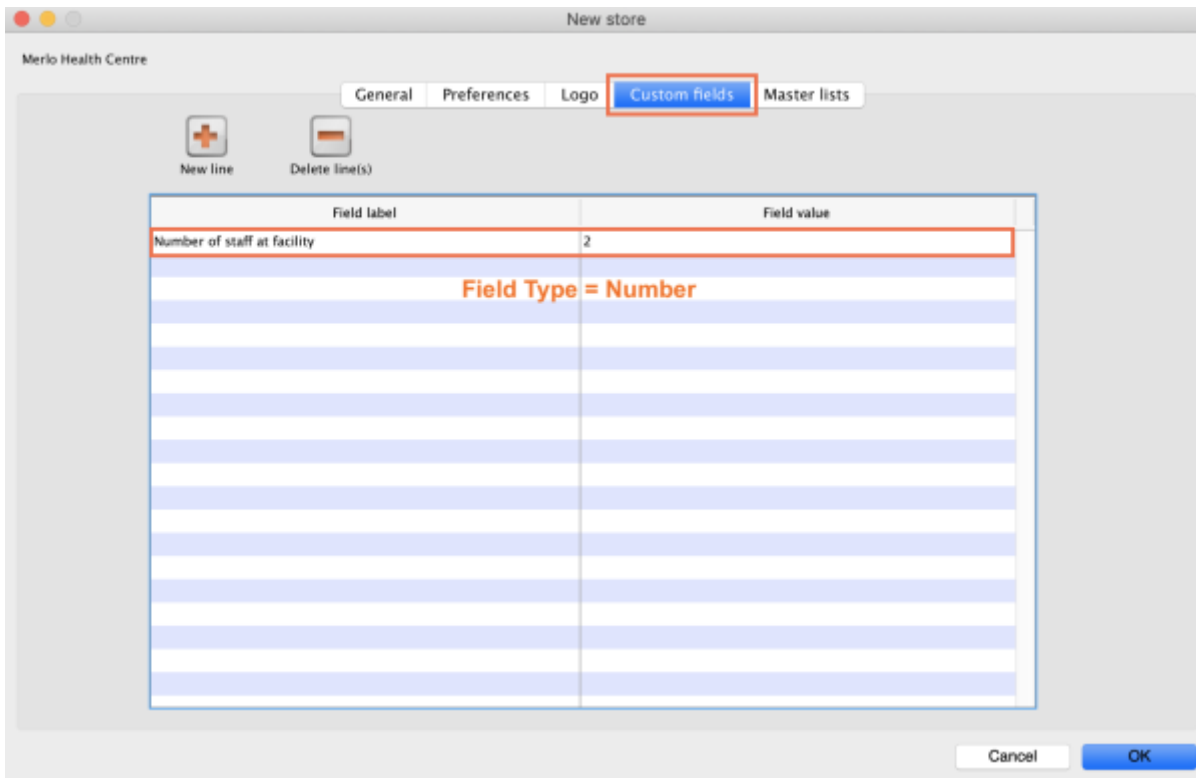 New store
Merlo Health Centre
General Preferences Logo Custom fields Master lists
New line Delete line(s)
Field label Field value
Number of staff at facility 2
Field Type = Number
Cancel OK